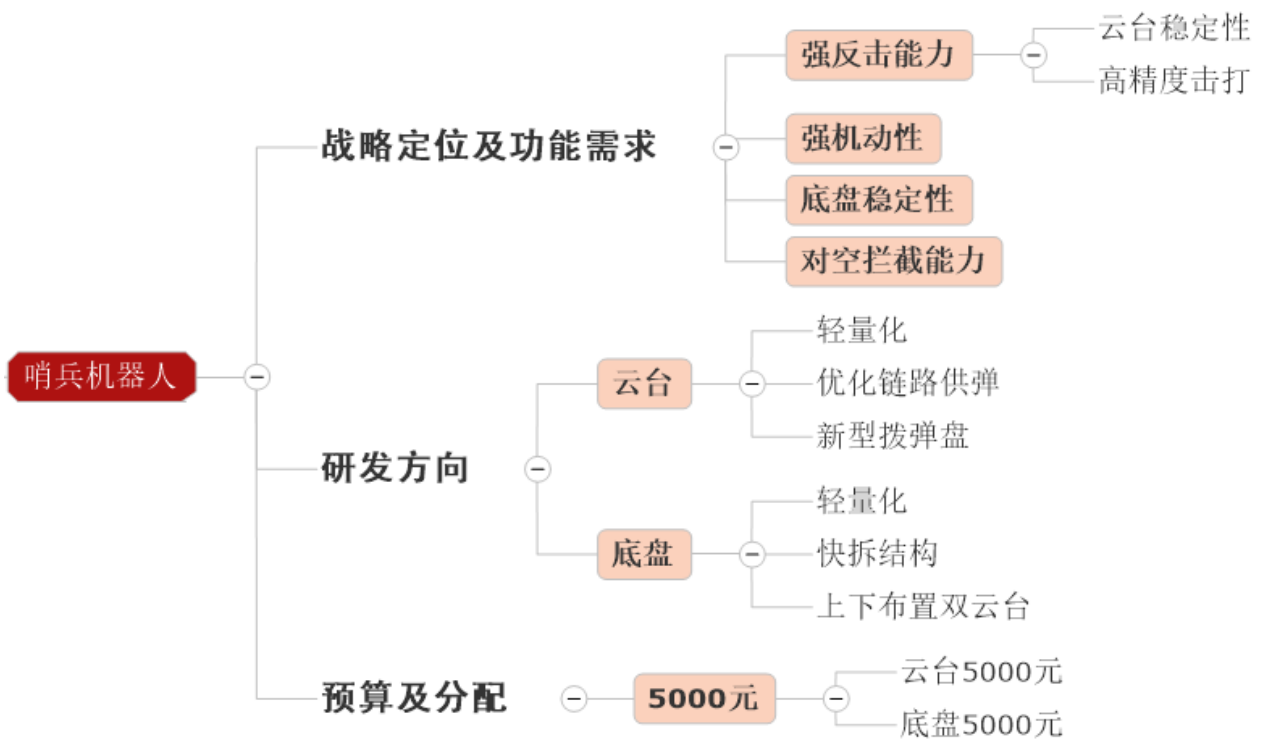 哨兵机器人
战略定位及功能需求
强反击能力
云台稳定性
高精度击打
强机动性
底盘稳定性
对空拦截能力
研发方向
云台
轻量化
优化链路供弹
新型拨弹盘
底盘
轻量化
快拆结构
上下布置双云台
预算及分配
5000元
云台5000元
底盘5000元